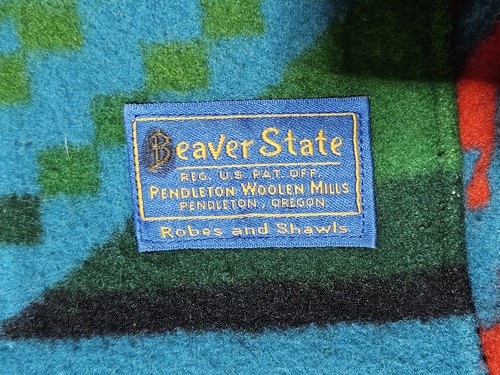 Beaver State
REG. U.S. PAT. OFF.
PENDLETON WOOLEN MILLS
PENDLETON, OREGON
Robes and Shawls